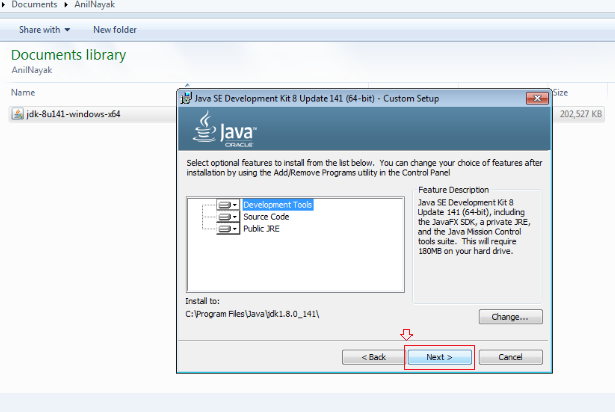 Documents AnilNayak
Share with New folder
Documents library
AnilNayak
Name Size
jdk-8u141-windows-x64 202,527 KB
Java SE Development Kit 8 Update 141 (64-bit) - Custom Setup
Java™
ORACLE
Select optional features to install from the list below. You can change your choice of features after
installation by using the Add/Remove Programs utility in the Control Panel
Development Tools
Source Code
Public JRE
Feature Description
Java SE Development Kit 8
Update 141 (64-bit), including
the JavaFX SDK, a private JRE,
and the Java Mission Control
tools suite. This will require
180MB on your hard drive.
Install to:
C:\Program Files\Java\jdk1.8.0_141\
Change...
< Back Next > Cancel